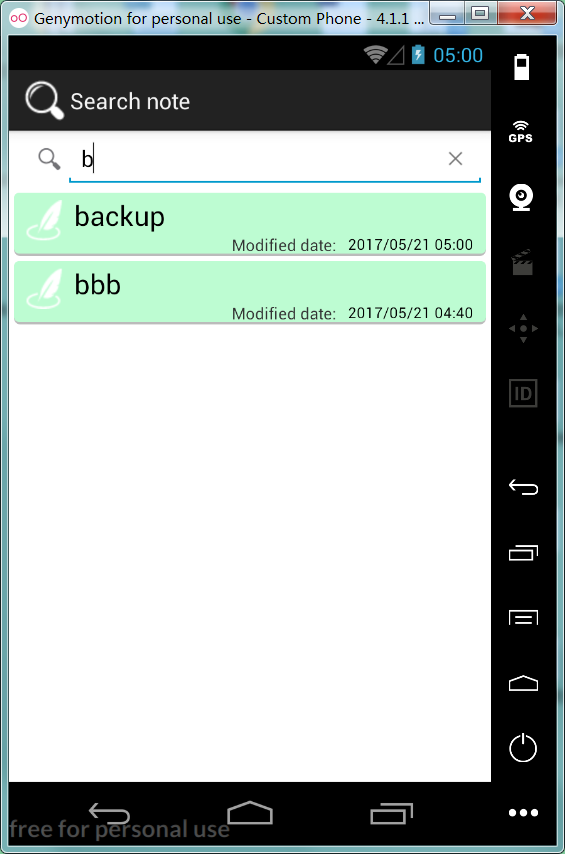 Genymotion for personal use - Custom Phone - 4.1.1 ...
05:00
Search note
GPS
b
backup
Modified date: 2017/05/21 05:00
bbb
Modified date: 2017/05/21 04:40
ID
free for personal use